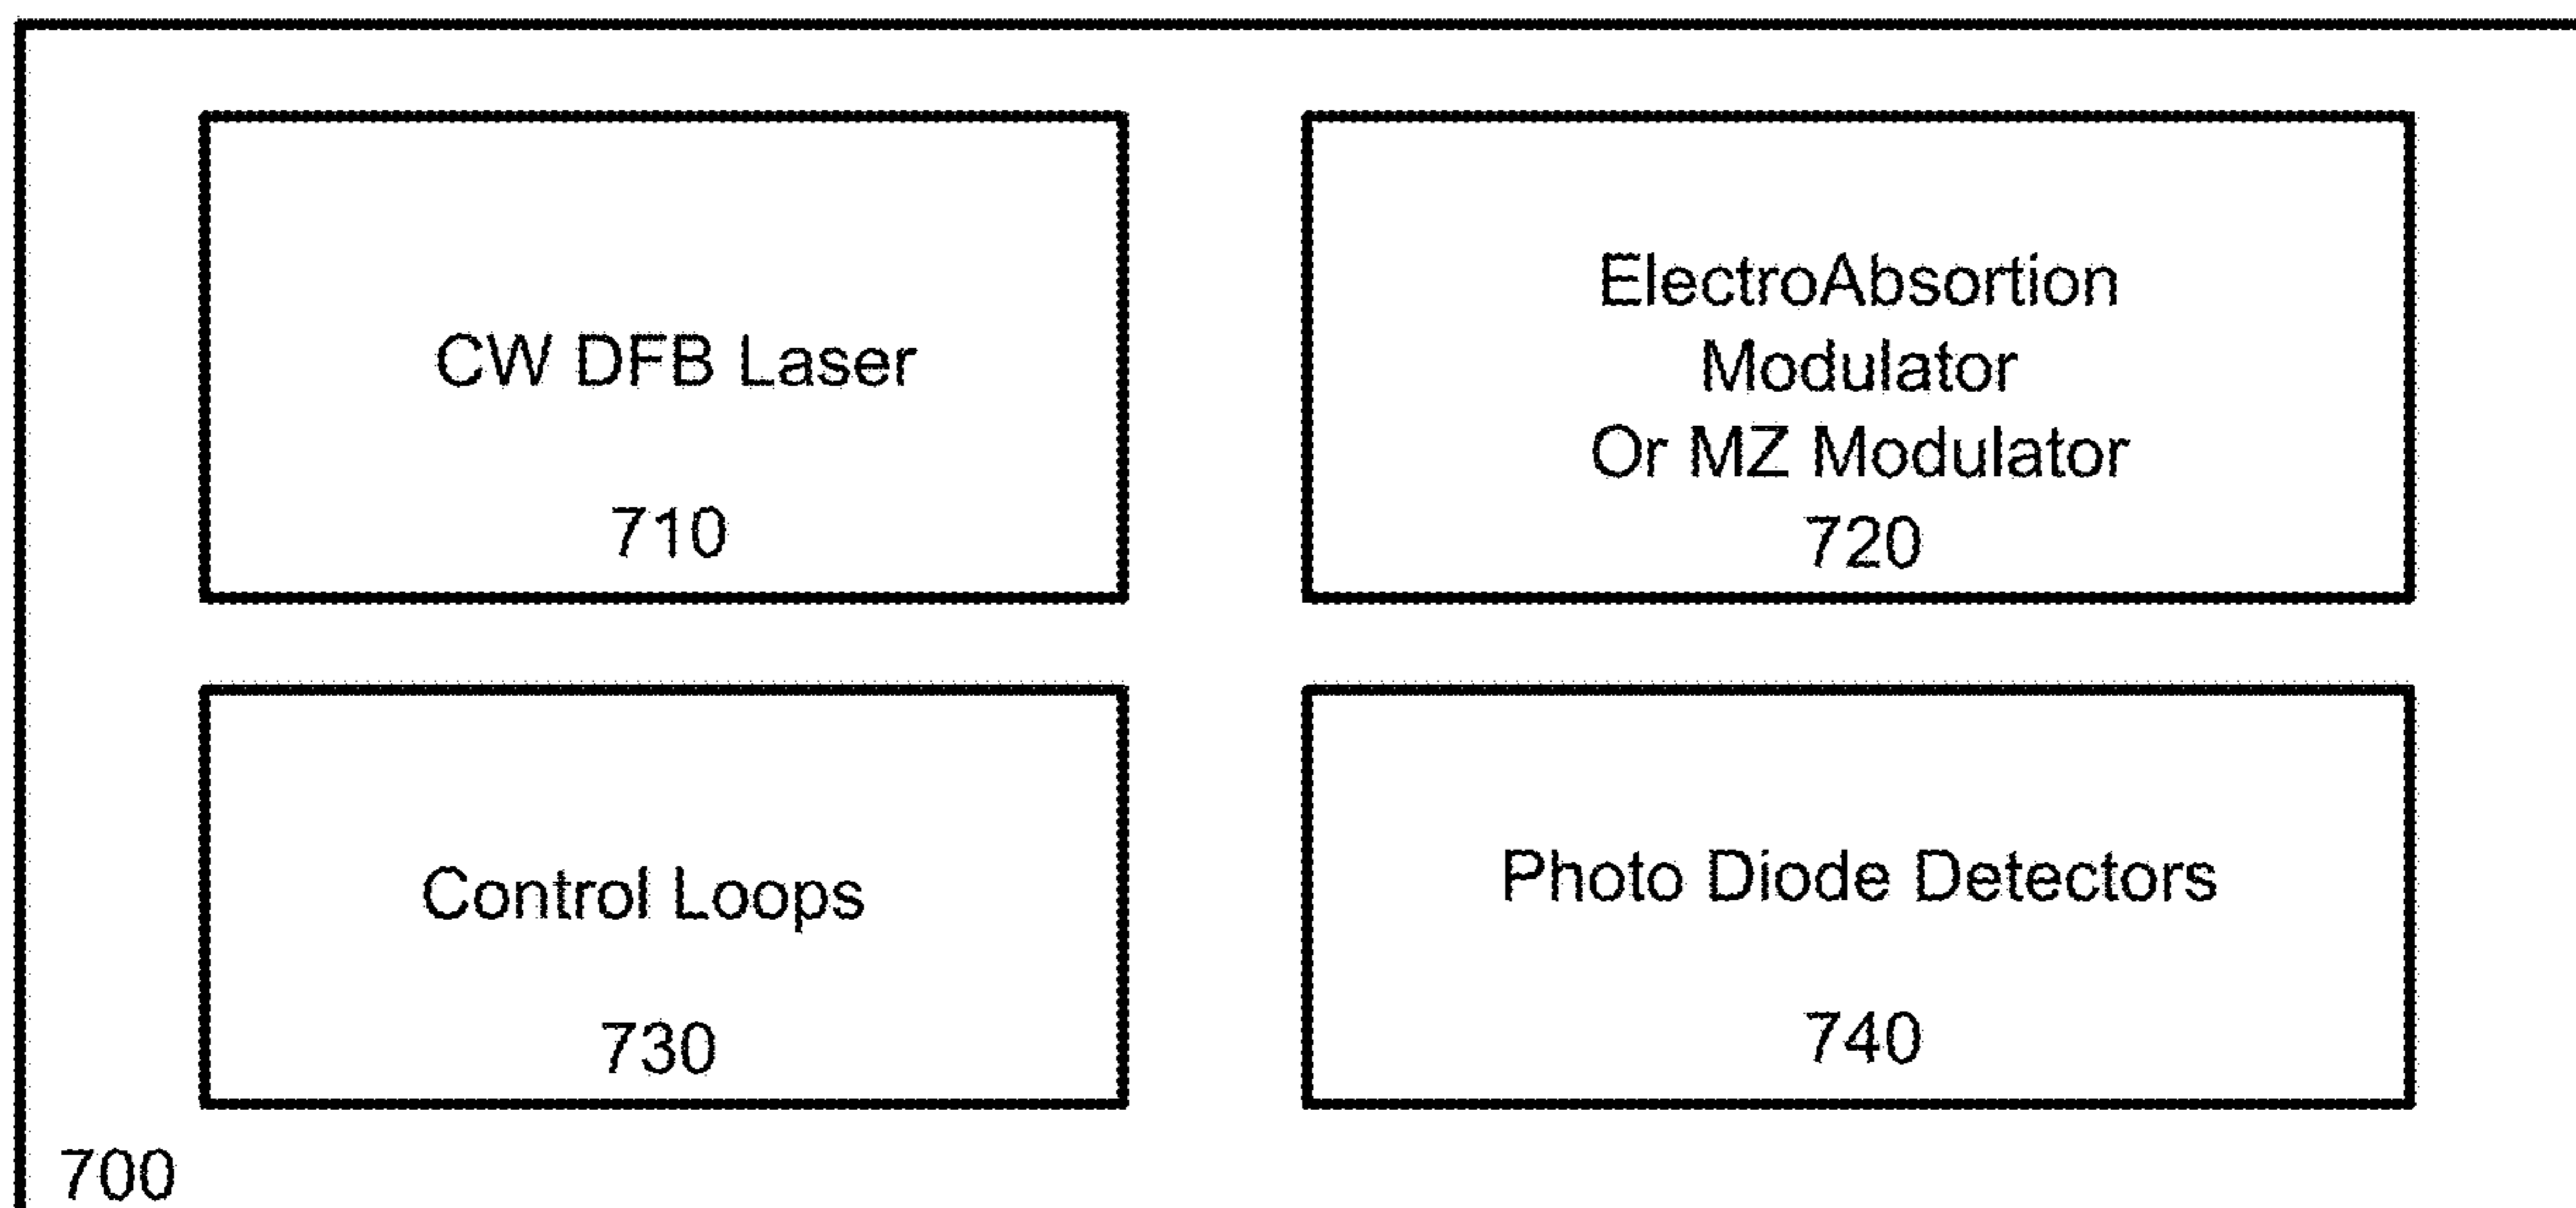 CW DFB Laser
710
ElectroAbsortion
Modulator
Or MZ Modulator
720
Control Loops
730
Photo Diode Detectors
740
700